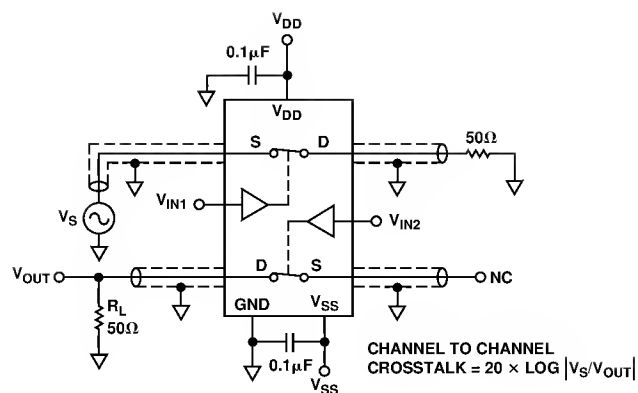 VDD
0.1µF
VDD
S
D
50Ω
VS
VIN1
VIN2
VOUT
D
S
NC
RL
50Ω
GND
VSS
0.1µF
VSS
CHANNEL TO CHANNEL
CROSSTALK = 20 × LOG |VS/VOUT|